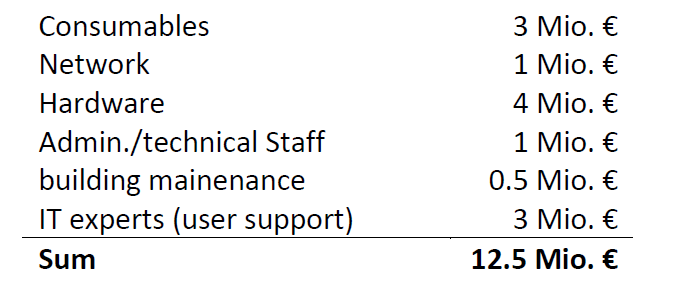 Consumables 3 Mio. €
Network 1 Mio. €
Hardware 4 Mio. €
Admin./technical Staff 1 Mio. €
building mainenance 0.5 Mio. €
IT experts (user support) 3 Mio. €
Sum 12.5 Mio. €